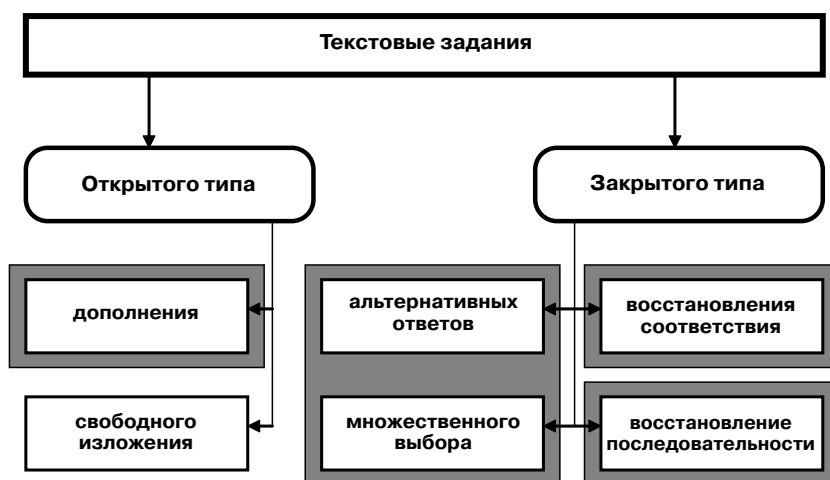 Текстовые задания
Открытого типа
Закрытого типа
дополнения
альтернативных
ответов
восстановления
соответствия
свободного
изложения
множественного
выбора
восстановление
последовательности